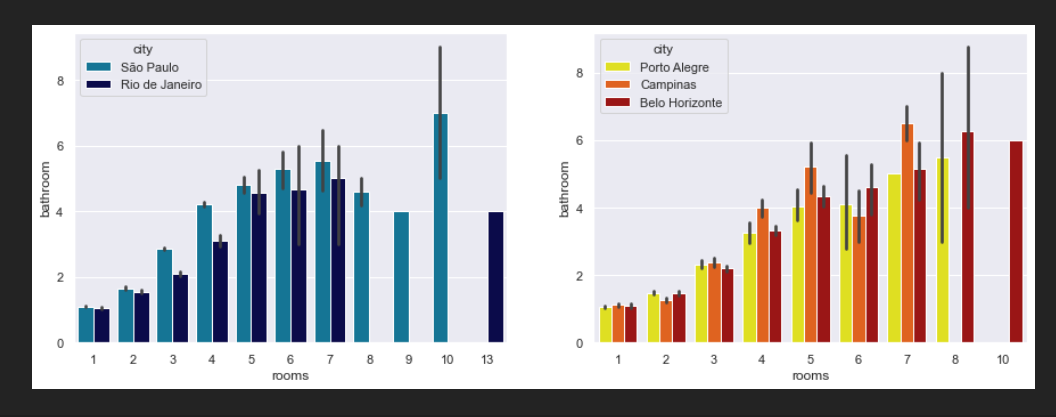 city
São Paulo
Rio de Janeiro
8
6
4
2
0
bathroom
1 2 3 4 5 6 7 8 9 10 13
rooms
city
Porto Alegre
Campinas
Belo Horizonte
8
6
4
2
0
bathroom
1 2 3 4 5 6 7 8 10
rooms